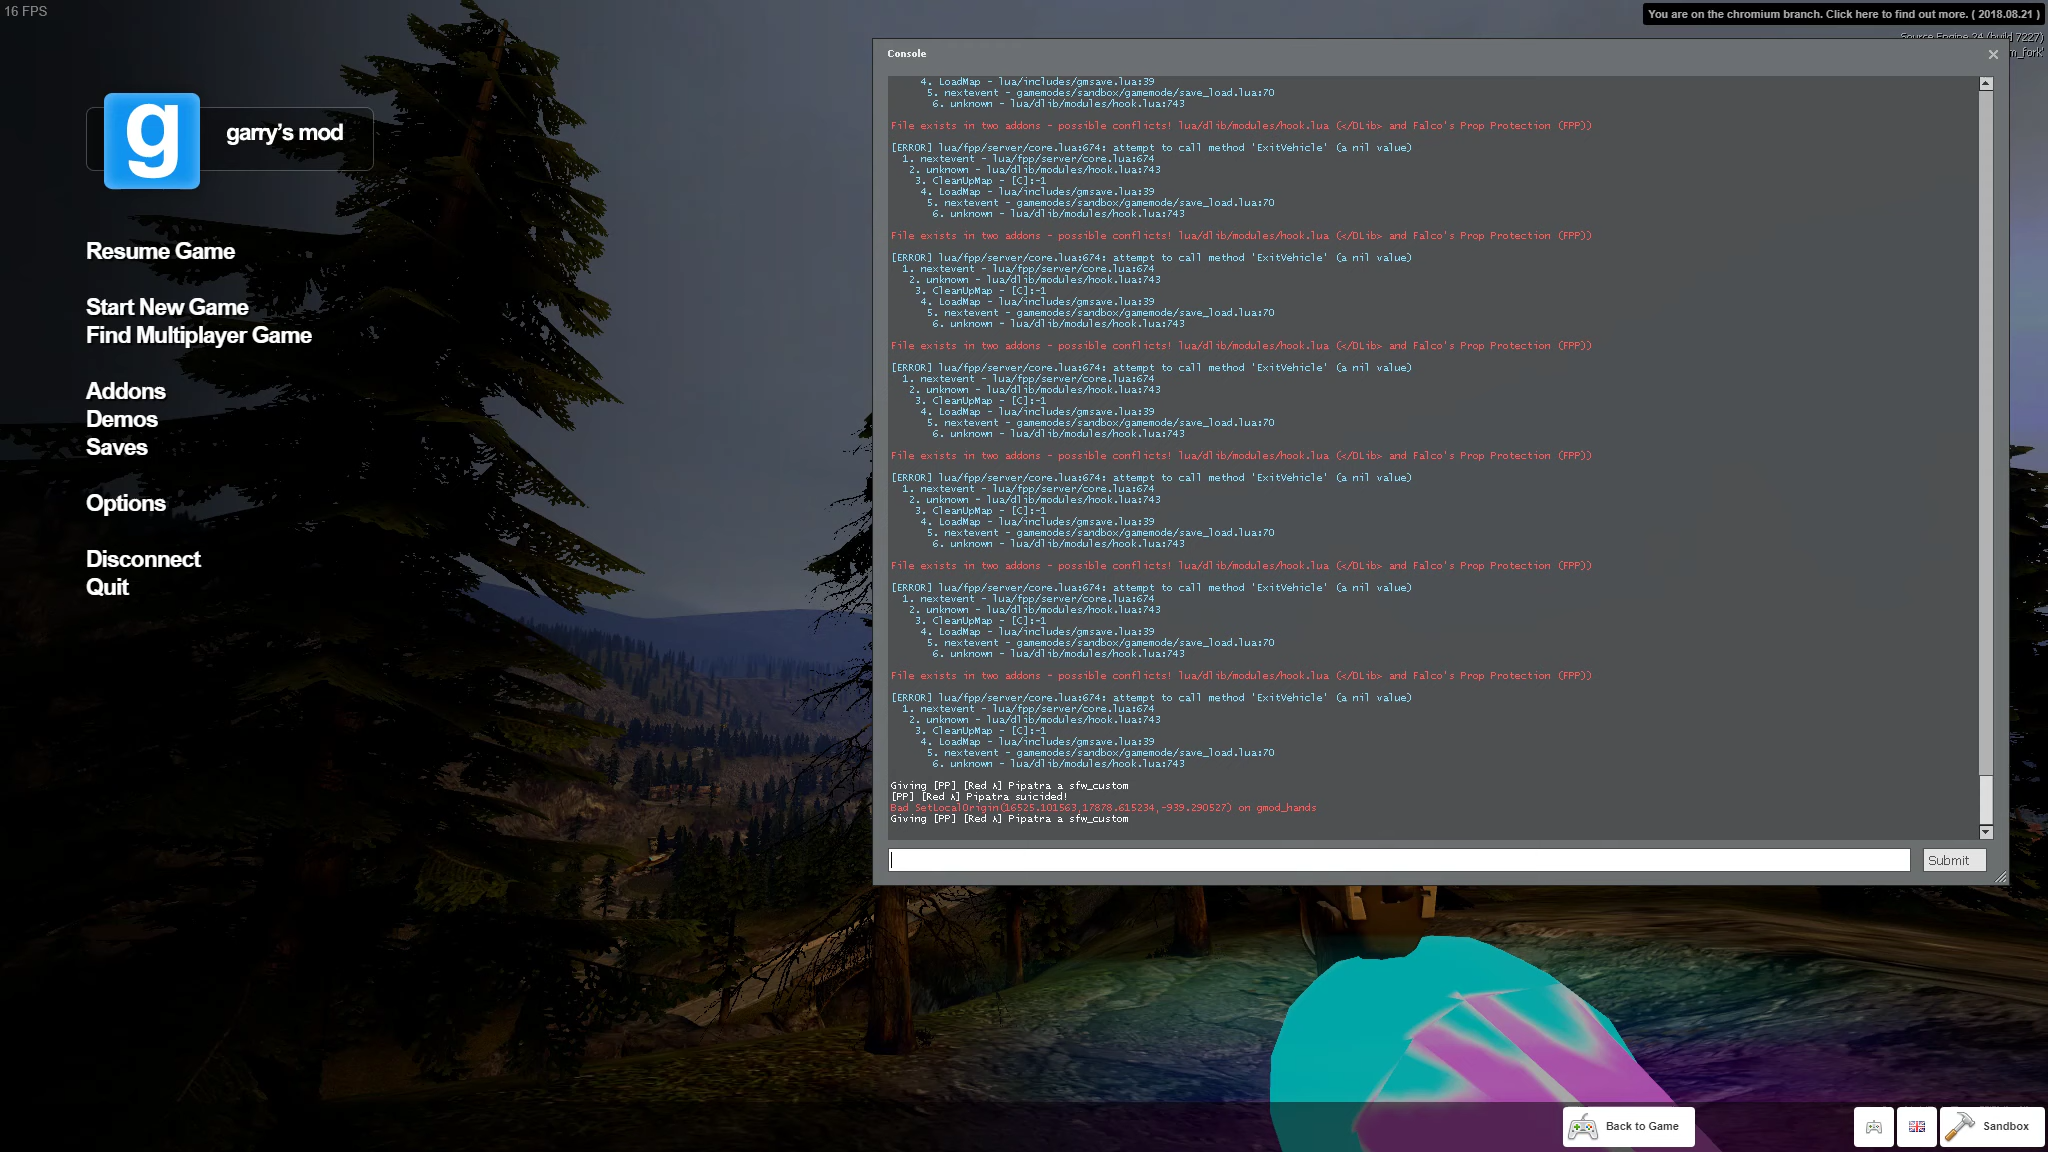 16 FPS
You are on the chromium branch. Click here to find out more. ( 2018.08.21 )
Source Engine 24 (build 7227)
m_fork
g
garry's mod
Resume Game
Start New Game
Find Multiplayer Game
Addons
Demos
Saves
Options
Disconnect
Quit
Console
4. LoadMap - lua/includes/gmsave.lua:39
5. nextevent - gamemodes/sandbox/gamemode/save_load.lua:70
6. unknown - lua/dlib/modules/hook.lua:743
File exists in two addons - possible conflicts! lua/dlib/modules/hook.lua (</DLib> and Falco's Prop Protection (FPP))
[ERROR] lua/fpp/server/core.lua:674: attempt to call method 'ExitVehicle' (a nil value)
1. nextevent - lua/fpp/server/core.lua:674
2. unknown - lua/dlib/modules/hook.lua:743
3. CleanUpMap - [C]:-1
4. LoadMap - lua/includes/gmsave.lua:39
5. nextevent - gamemodes/sandbox/gamemode/save_load.lua:70
6. unknown - lua/dlib/modules/hook.lua:743
File exists in two addons - possible conflicts! lua/dlib/modules/hook.lua (</DLib> and Falco's Prop Protection (FPP))
[ERROR] lua/fpp/server/core.lua:674: attempt to call method 'ExitVehicle' (a nil value)
1. nextevent - lua/fpp/server/core.lua:674
2. unknown - lua/dlib/modules/hook.lua:743
3. CleanUpMap - [C]:-1
4. LoadMap - lua/includes/gmsave.lua:39
5. nextevent - gamemodes/sandbox/gamemode/save_load.lua:70
6. unknown - lua/dlib/modules/hook.lua:743
File exists in two addons - possible conflicts! lua/dlib/modules/hook.lua (</DLib> and Falco's Prop Protection (FPP))
[ERROR] lua/fpp/server/core.lua:674: attempt to call method 'ExitVehicle' (a nil value)
1. nextevent - lua/fpp/server/core.lua:674
2. unknown - lua/dlib/modules/hook.lua:743
3. CleanUpMap - [C]:-1
4. LoadMap - lua/includes/gmsave.lua:39
5. nextevent - gamemodes/sandbox/gamemode/save_load.lua:70
6. unknown - lua/dlib/modules/hook.lua:743
File exists in two addons - possible conflicts! lua/dlib/modules/hook.lua (</DLib> and Falco's Prop Protection (FPP))
[ERROR] lua/fpp/server/core.lua:674: attempt to call method 'ExitVehicle' (a nil value)
1. nextevent - lua/fpp/server/core.lua:674
2. unknown - lua/dlib/modules/hook.lua:743
3. CleanUpMap - [C]:-1
4. LoadMap - lua/includes/gmsave.lua:39
5. nextevent - gamemodes/sandbox/gamemode/save_load.lua:70
6. unknown - lua/dlib/modules/hook.lua:743
File exists in two addons - possible conflicts! lua/dlib/modules/hook.lua (</DLib> and Falco's Prop Protection (FPP))
[ERROR] lua/fpp/server/core.lua:674: attempt to call method 'ExitVehicle' (a nil value)
1. nextevent - lua/fpp/server/core.lua:674
2. unknown - lua/dlib/modules/hook.lua:743
3. CleanUpMap - [C]:-1
4. LoadMap - lua/includes/gmsave.lua:39
5. nextevent - gamemodes/sandbox/gamemode/save_load.lua:70
6. unknown - lua/dlib/modules/hook.lua:743
File exists in two addons - possible conflicts! lua/dlib/modules/hook.lua (</DLib> and Falco's Prop Protection (FPP))
[ERROR] lua/fpp/server/core.lua:674: attempt to call method 'ExitVehicle' (a nil value)
1. nextevent - lua/fpp/server/core.lua:674
2. unknown - lua/dlib/modules/hook.lua:743
3. CleanUpMap - [C]:-1
4. LoadMap - lua/includes/gmsave.lua:39
5. nextevent - gamemodes/sandbox/gamemode/save_load.lua:70
6. unknown - lua/dlib/modules/hook.lua:743
Giving [PP] [Red λ] Pipatra a sfw_custom
[PP] [Red λ] Pipatra suicided!
Bad SetLocalOrigin(16525.101563,17878.615234,-939.290527) on gmod_hands
Giving [PP] [Red λ] Pipatra a sfw_custom
Submit
Back to Game
Sandbox